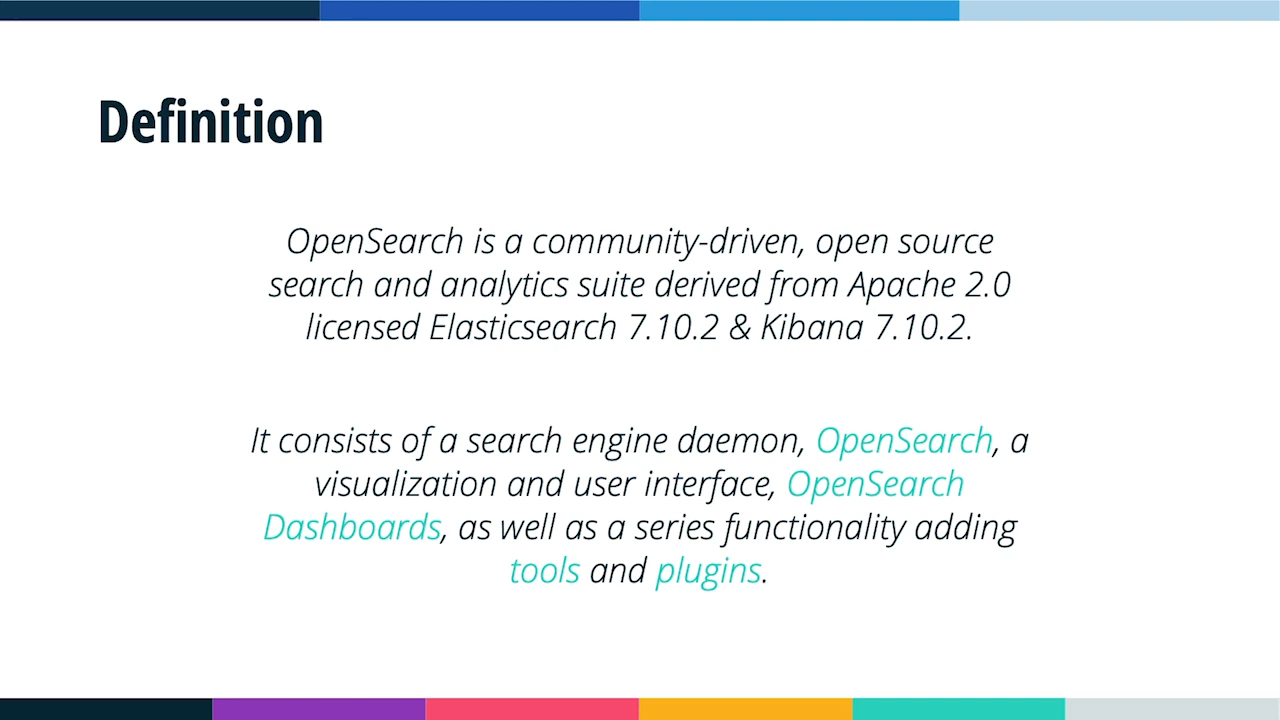 Definition
OpenSearch is a community-driven, open source
search and analytics suite derived from Apache 2.0
licensed Elasticsearch 7.10.2 & Kibana 7.10.2.
It consists of a search engine daemon, OpenSearch, a
visualization and user interface, OpenSearch
Dashboards, as well as a series functionality adding
tools and plugins.